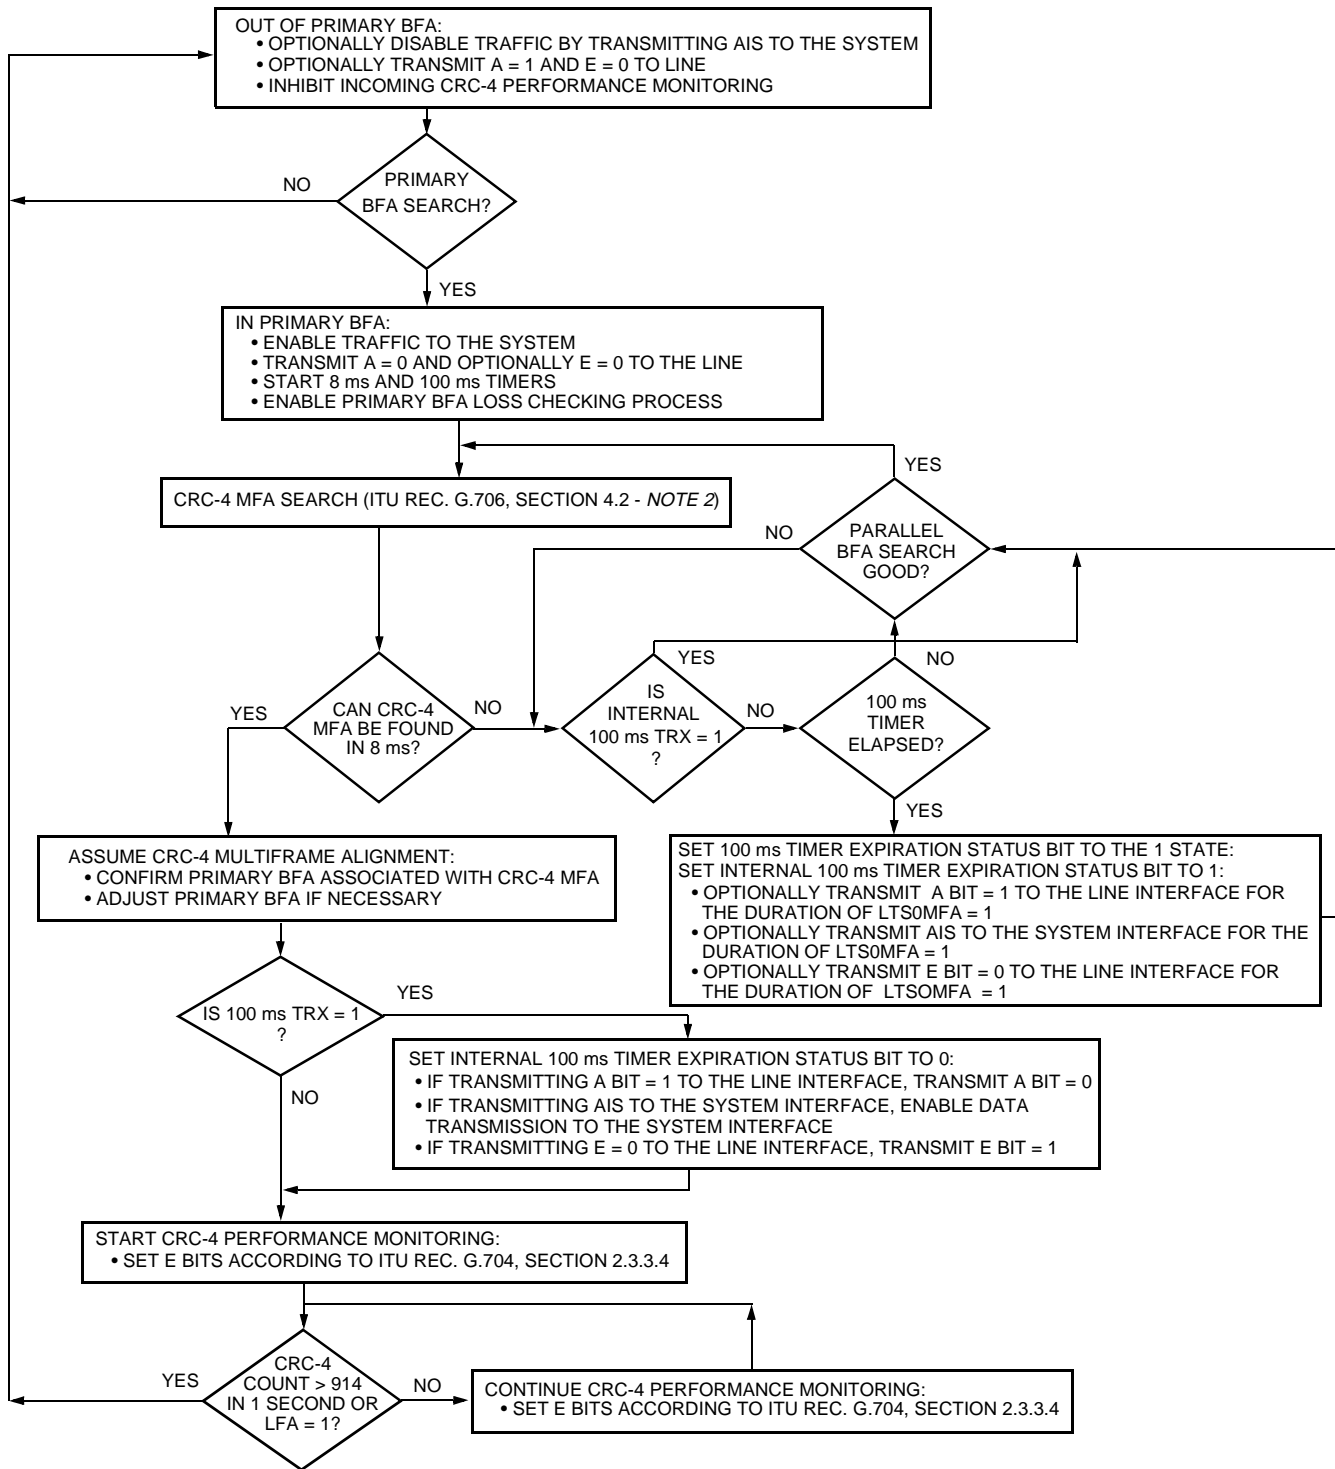 OUT OF PRIMARY BFA:
• OPTIONALLY DISABLE TRAFFIC BY TRANSMITTING AIS TO THE SYSTEM
• OPTIONALLY TRANSMIT A = 1 AND E = 0 TO LINE
• INHIBIT INCOMING CRC-4 PERFORMANCE MONITORING
NO
PRIMARY
BFA SEARCH?
YES
IN PRIMARY BFA:
• ENABLE TRAFFIC TO THE SYSTEM
• TRANSMIT A = 0 AND OPTIONALLY E = 0 TO THE LINE
• START 8 ms AND 100 ms TIMERS
• ENABLE PRIMARY BFA LOSS CHECKING PROCESS
YES
CRC-4 MFA SEARCH (ITU REC. G.706, SECTION 4.2 - NOTE 2)
NO
PARALLEL
BFA SEARCH
GOOD?
YES
CAN CRC-4
MFA BE FOUND
IN 8 ms?
NO
YES
IS
INTERNAL
100 ms TRX = 1
?
NO
NO
100 ms
TIMER
ELAPSED?
YES
ASSUME CRC-4 MULTIFRAME ALIGNMENT:
• CONFIRM PRIMARY BFA ASSOCIATED WITH CRC-4 MFA
• ADJUST PRIMARY BFA IF NECESSARY
SET 100 ms TIMER EXPIRATION STATUS BIT TO THE 1 STATE:
SET INTERNAL 100 ms TIMER EXPIRATION STATUS BIT TO 1:
• OPTIONALLY TRANSMIT A BIT = 1 TO THE LINE INTERFACE FOR
THE DURATION OF LTS0MFA = 1
• OPTIONALLY TRANSMIT AIS TO THE SYSTEM INTERFACE FOR THE
DURATION OF LTS0MFA = 1
• OPTIONALLY TRANSMIT E BIT = 0 TO THE LINE INTERFACE FOR
THE DURATION OF LTSOMFA = 1
IS 100 ms TRX = 1
?
YES
NO
SET INTERNAL 100 ms TIMER EXPIRATION STATUS BIT TO 0:
• IF TRANSMITTING A BIT = 1 TO THE LINE INTERFACE, TRANSMIT A BIT = 0
• IF TRANSMITTING AIS TO THE SYSTEM INTERFACE, ENABLE DATA
TRANSMISSION TO THE SYSTEM INTERFACE
• IF TRANSMITTING E = 0 TO THE LINE INTERFACE, TRANSMIT E BIT = 1
START CRC-4 PERFORMANCE MONITORING:
• SET E BITS ACCORDING TO ITU REC. G.704, SECTION 2.3.3.4
YES
CRC-4
COUNT > 914
IN 1 SECOND OR
LFA = 1?
NO
CONTINUE CRC-4 PERFORMANCE MONITORING:
• SET E BITS ACCORDING TO ITU REC. G.704, SECTION 2.3.3.4